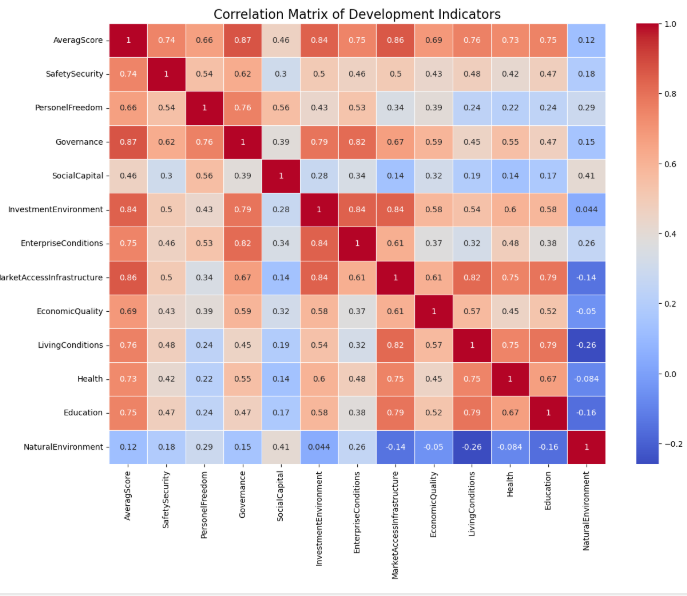 Correlation Matrix of Development Indicators
AveragScore 1 0.74 0.66 0.87 0.46 0.84 0.75 0.86 0.69 0.76 0.73 0.75 0.12
SafetySecurity 0.74 1 0.54 0.62 0.3 0.5 0.46 0.5 0.43 0.48 0.42 0.47 0.18
PersonelFreedom 0.66 0.54 1 0.76 0.56 0.43 0.53 0.34 0.39 0.24 0.22 0.24 0.29
Governance 0.87 0.62 0.76 1 0.39 0.79 0.82 0.67 0.59 0.45 0.55 0.47 0.15
SocialCapital 0.46 0.3 0.56 0.39 1 0.28 0.34 0.14 0.32 0.19 0.14 0.17 0.41
InvestmentEnvironment 0.84 0.5 0.43 0.79 0.28 1 0.84 0.84 0.58 0.54 0.6 0.58 0.044
EnterpriseConditions 0.75 0.46 0.53 0.82 0.34 0.84 1 0.61 0.37 0.32 0.48 0.38 0.26
arketAccessInfrastructure 0.86 0.5 0.34 0.67 0.14 0.84 0.61 1 0.61 0.82 0.75 0.79 -0.14
EconomicQuality 0.69 0.43 0.39 0.59 0.32 0.58 0.37 0.61 1 0.57 0.45 0.52 -0.05
LivingConditions 0.76 0.48 0.24 0.45 0.19 0.54 0.32 0.82 0.57 1 0.75 0.79 -0.26
Health 0.73 0.42 0.22 0.55 0.14 0.6 0.48 0.75 0.45 0.75 1 0.67 -0.084
Education 0.75 0.47 0.24 0.47 0.17 0.58 0.38 0.79 0.52 0.79 0.67 1 -0.16
NaturalEnvironment 0.12 0.18 0.29 0.15 0.41 0.044 0.26 -0.14 -0.05 -0.26 -0.084 -0.16 1
AveragScore
SafetySecurity
PersonelFreedom
Governance
SocialCapital
InvestmentEnvironment
EnterpriseConditions
MarketAccessInfrastructure
EconomicQuality
LivingConditions
Health
Education
NaturalEnvironment
1.0
0.8
0.6
0.4
0.2
0.0
−0.2